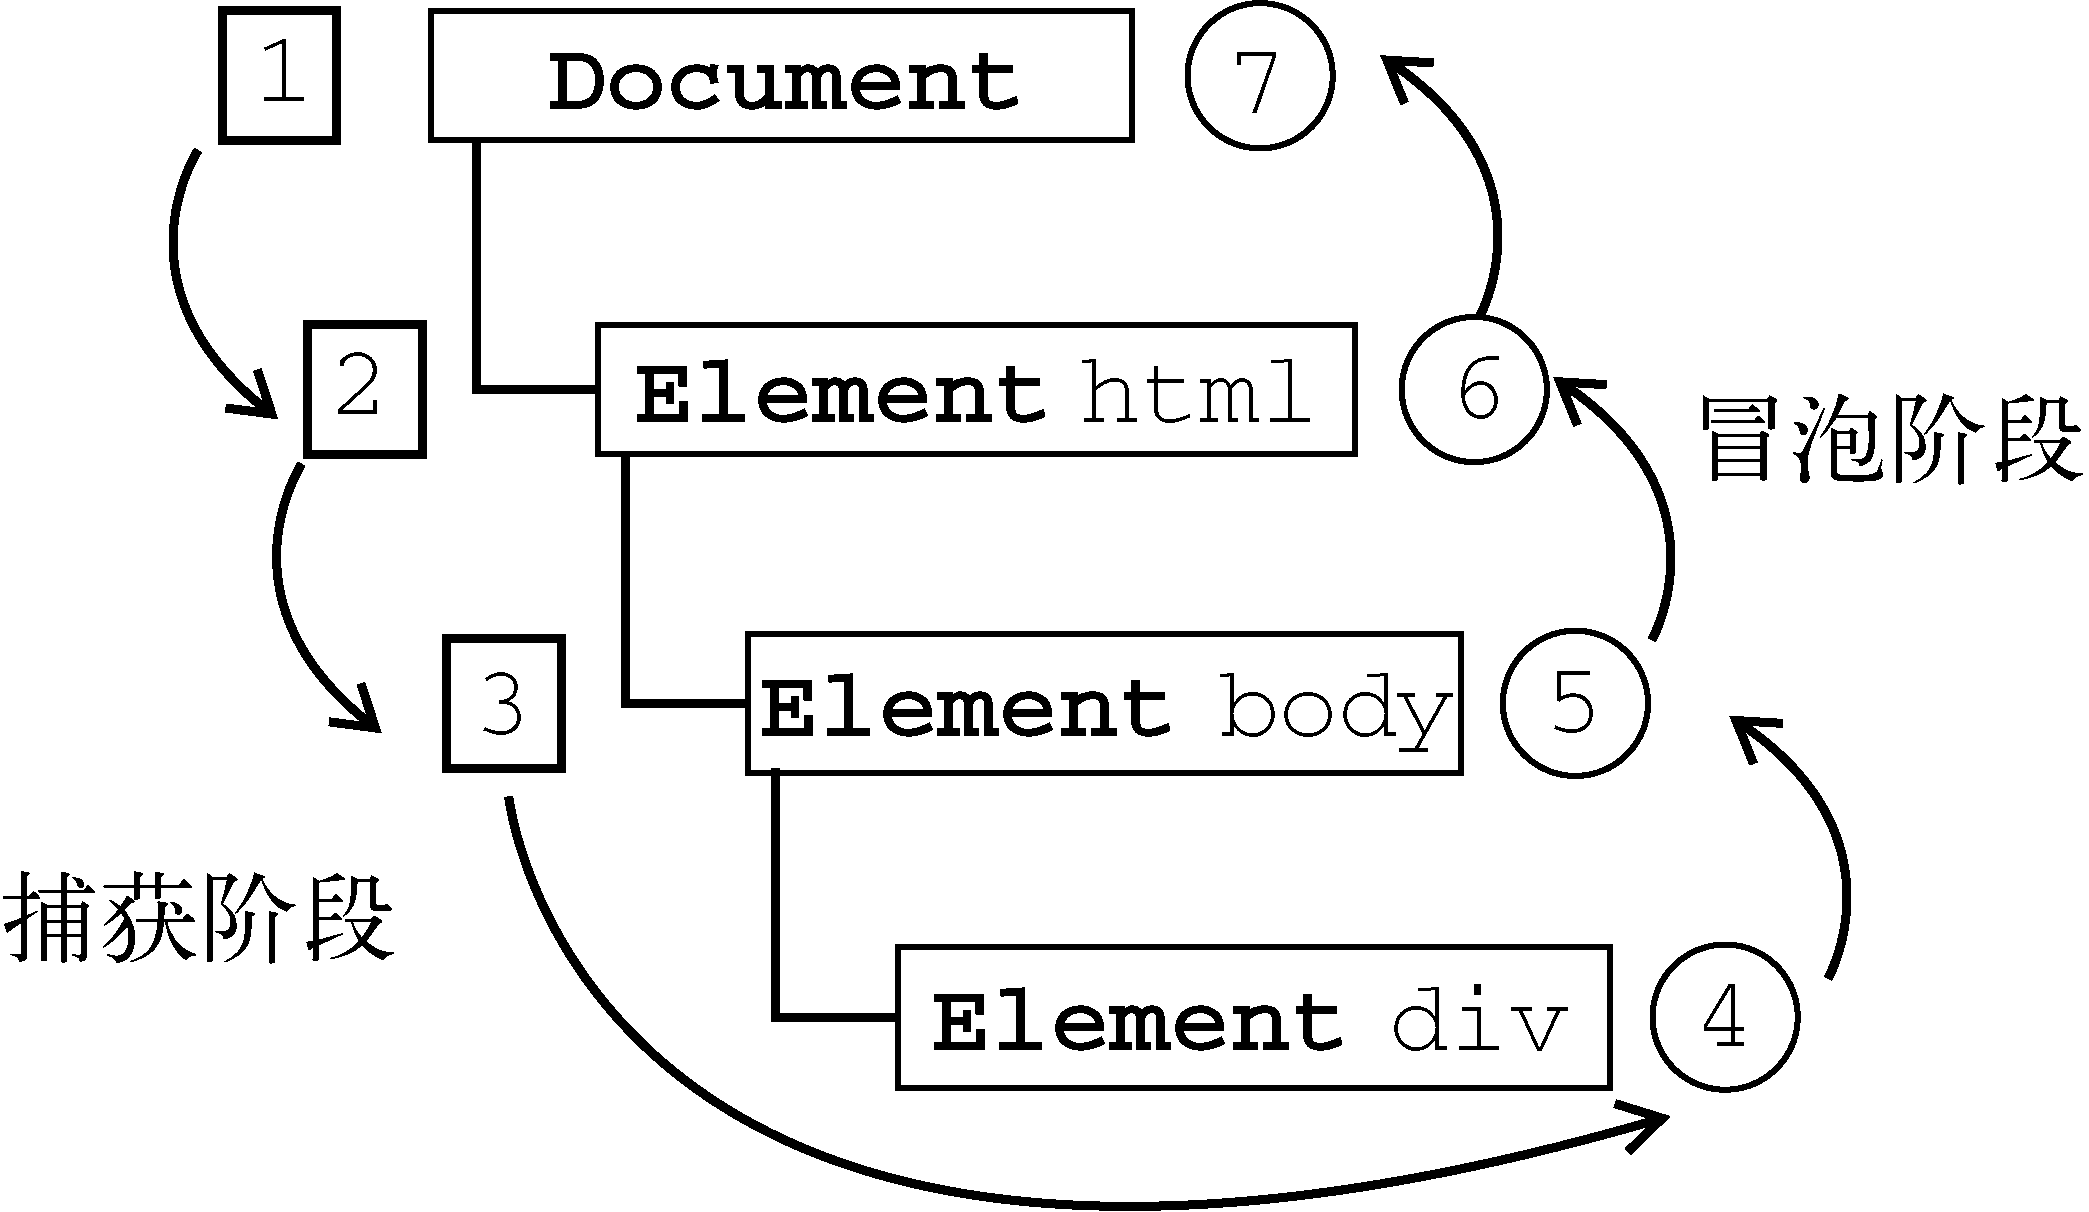 1 Document 7
2 Element html 6
冒泡阶段
3 Element body 5
捕获阶段
Element div 4